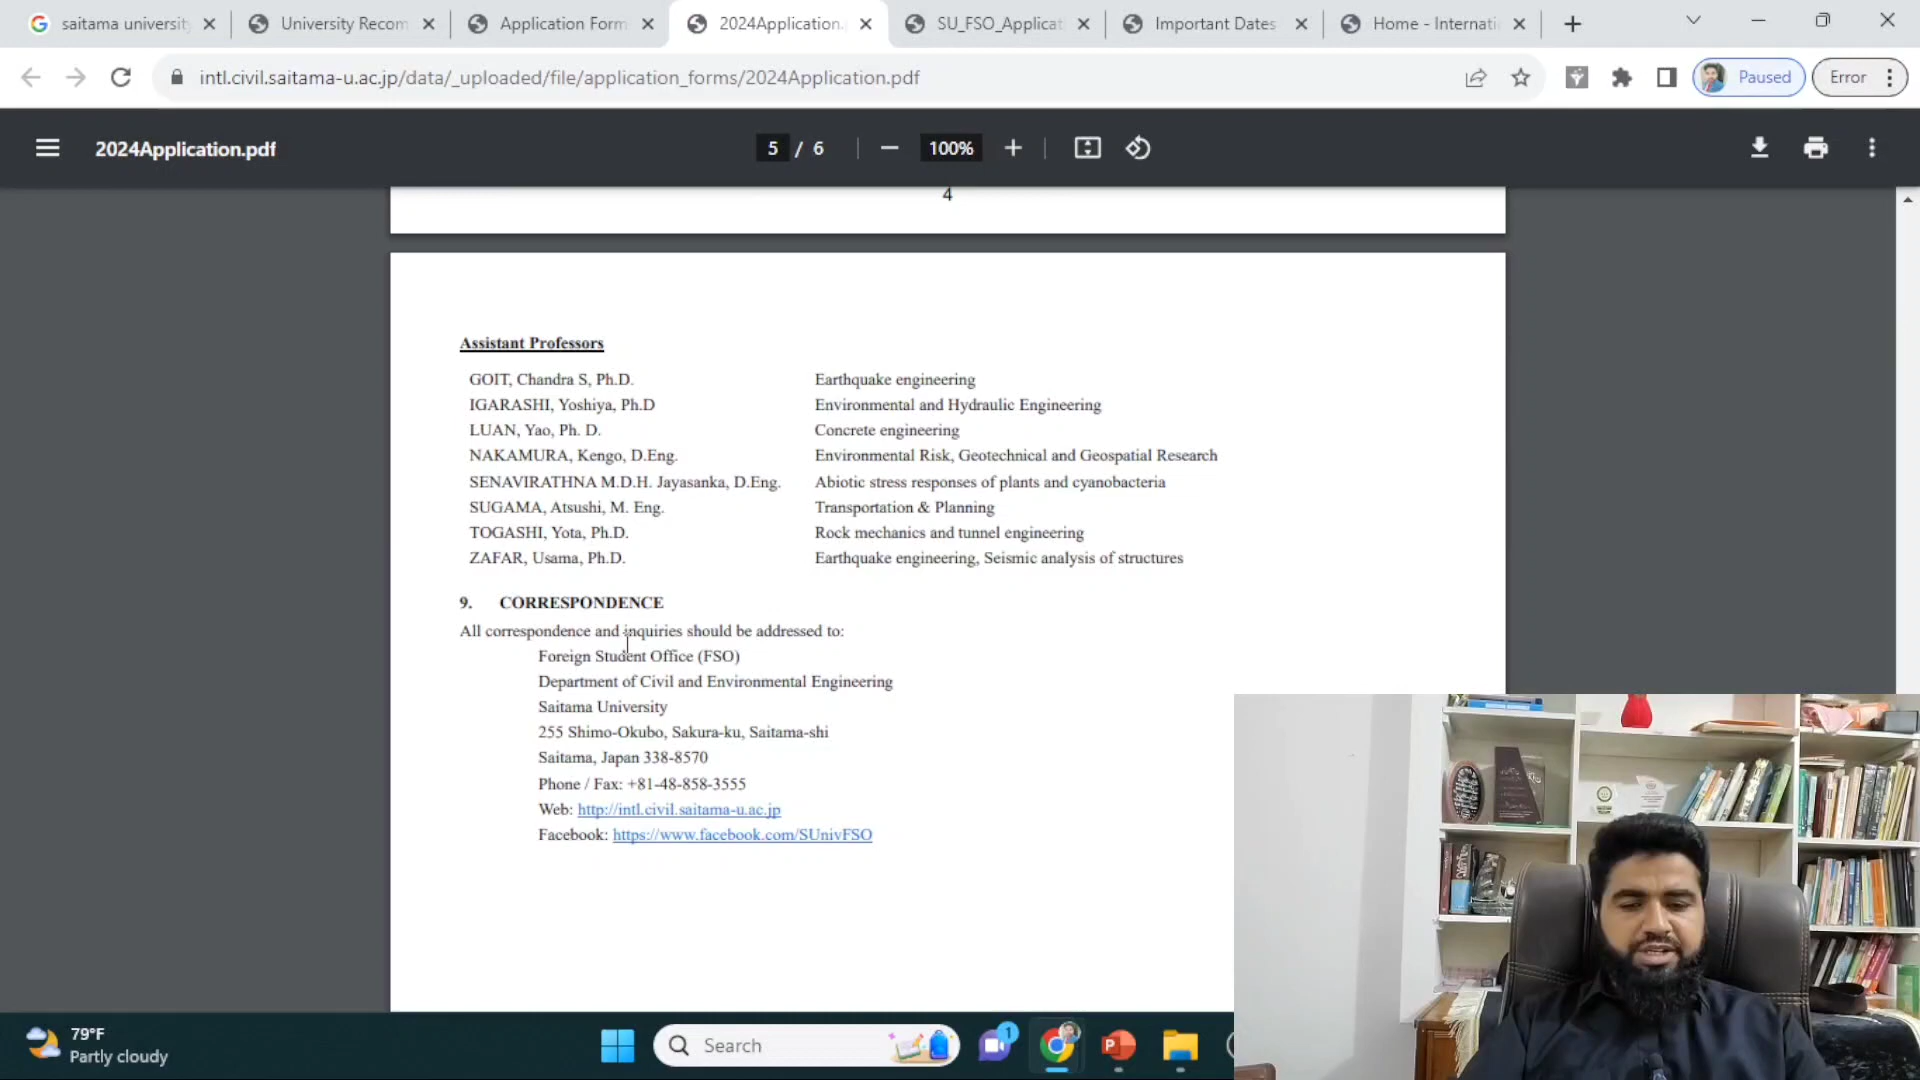 saitama universit
University Recom
Application Form
2024Application.
SU_FSO_Applicat
Important Dates
Home - Internati
intl.civil.saitama-u.ac.jp/data/_uploaded/file/application_forms/2024Application.pdf
Paused
Error
2024Application.pdf
5 / 6
100%
4
Assistant Professors
GOIT, Chandra S, Ph.D. Earthquake engineering
IGARASHI, Yoshiya, Ph.D Environmental and Hydraulic Engineering
LUAN, Yao, Ph. D. Concrete engineering
NAKAMURA, Kengo, D.Eng. Environmental Risk, Geotechnical and Geospatial Research
SENAVIRATHNA M.D.H. Jayasanka, D.Eng. Abiotic stress responses of plants and cyanobacteria
SUGAMA, Atsushi, M. Eng. Transportation & Planning
TOGASHI, Yota, Ph.D. Rock mechanics and tunnel engineering
ZAFAR, Usama, Ph.D. Earthquake engineering, Seismic analysis of structures
9. CORRESPONDENCE
All correspondence and inquiries should be addressed to:
Foreign Student Office (FSO)
Department of Civil and Environmental Engineering
Saitama University
255 Shimo-Okubo, Sakura-ku, Saitama-shi
Saitama, Japan 338-8570
Phone / Fax: +81-48-858-3555
Web: http://intl.civil.saitama-u.ac.jp
Facebook: https://www.facebook.com/SUnivFSO
79°F
Partly cloudy
Search
1